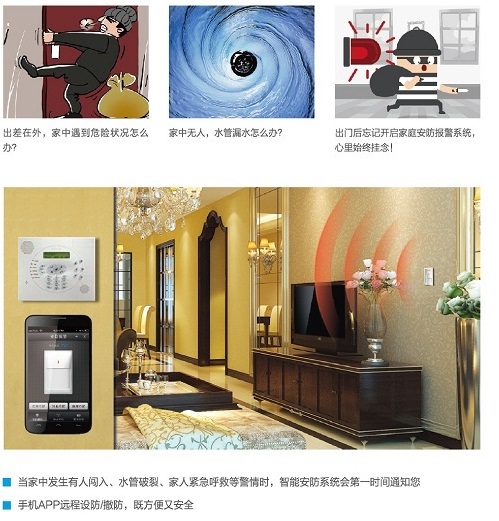 出差在外，家中遇到危险状况怎么
办?
家中无人，水管漏水怎么办?
出门后忘记开启家庭安防报警系统，
心里始终挂念!
当家中发生有人闯入、水管破裂、家人紧急呼救等警情时，智能安防系统会第一时间通知您
手机APP远程设防/撤防，既方便又安全